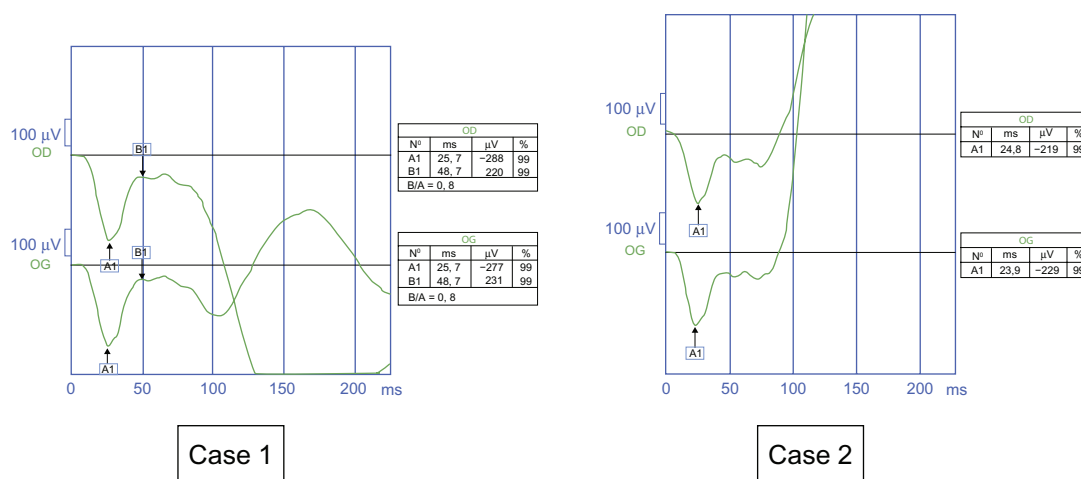 100 µV
OD
B1
A1
100 µV
OG
B1
A1
0 50 100 150 200 ms
OD
Nº ms µV %
A1 25, 7 −288 99
B1 48, 7 220 99
B/A = 0, 8
OG
Nº ms µV %
A1 25, 7 −277 99
B1 48, 7 231 99
B/A = 0, 8
Case 1
100 µV
OD
A1
100 µV
OG
A1
0 50 100 150 200 ms
OD
Nº ms µV %
A1 24,8 −219 99
OG
Nº ms µV %
A1 23,9 −229 99
Case 2